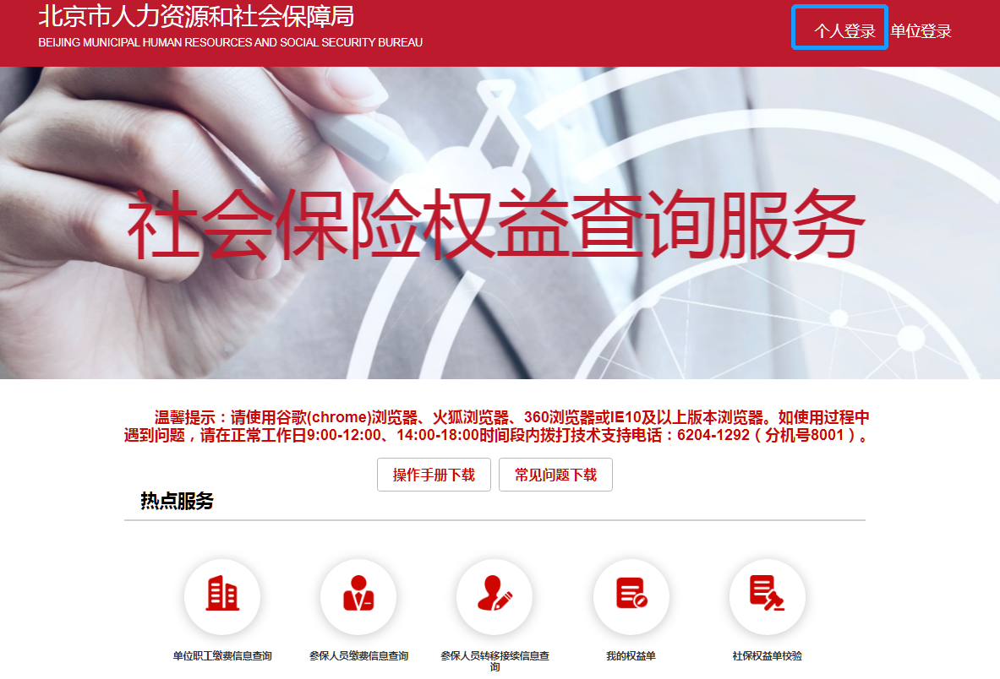 北京市人力资源和社会保障局
BEIJING MUNICIPAL HUMAN RESOURCES AND SOCIAL SECURITY BUREAU
个人登录 单位登录
社会保险权益查询服务
温馨提示：请使用谷歌(chrome)浏览器、火狐浏览器、360浏览器或IE10及以上版本浏览器。如使用过程中
遇到问题，请在正常工作日9:00-12:00、14:00-18:00时间段内拨打技术支持电话：6204-1292（分机号8001）。
操作手册下载 常见问题下载
热点服务
单位职工缴费信息查询 参保人员缴费信息查询 参保人员转移接续信息查 我的权益单 社保权益单校验
询